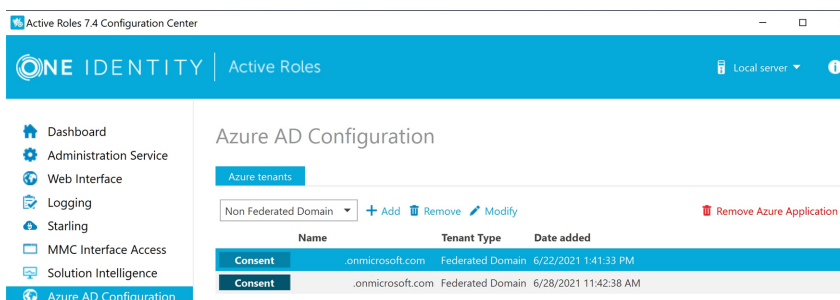 Active Roles 7.4 Configuration Center
ONE IDENTITY Active Roles
Local server
Dashboard
Administration Service
Web Interface
Logging
Starling
MMC Interface Access
Solution Intelligence
Azure AD Configuration
Azure AD Configuration
Azure tenants
Non Federated Domain Add Remove Modify Remove Azure Application
Name Tenant Type Date added
Consent .onmicrosoft.com Federated Domain 6/22/2021 1:41:33 PM
Consent .onmicrosoft.com Federated Domain 6/28/2021 11:42:38 AM